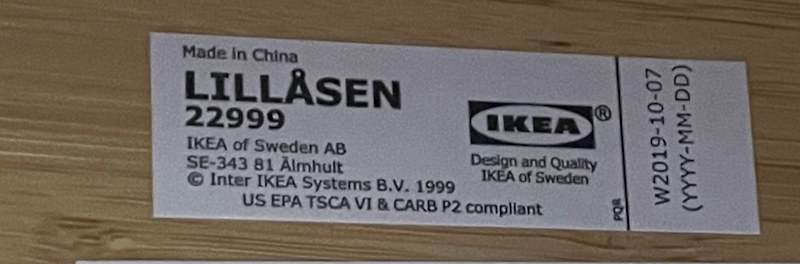 Made in China
LILLÅSEN
22999
IKEA of Sweden AB
SE-343 81 Älmhult
© Inter IKEA Systems B.V. 1999
US EPA TSCA VI & CARB P2 compliant
IKEA®
Design and Quality
IKEA of Sweden
PQR
W2019-10-07
(YYYY-MM-DD)